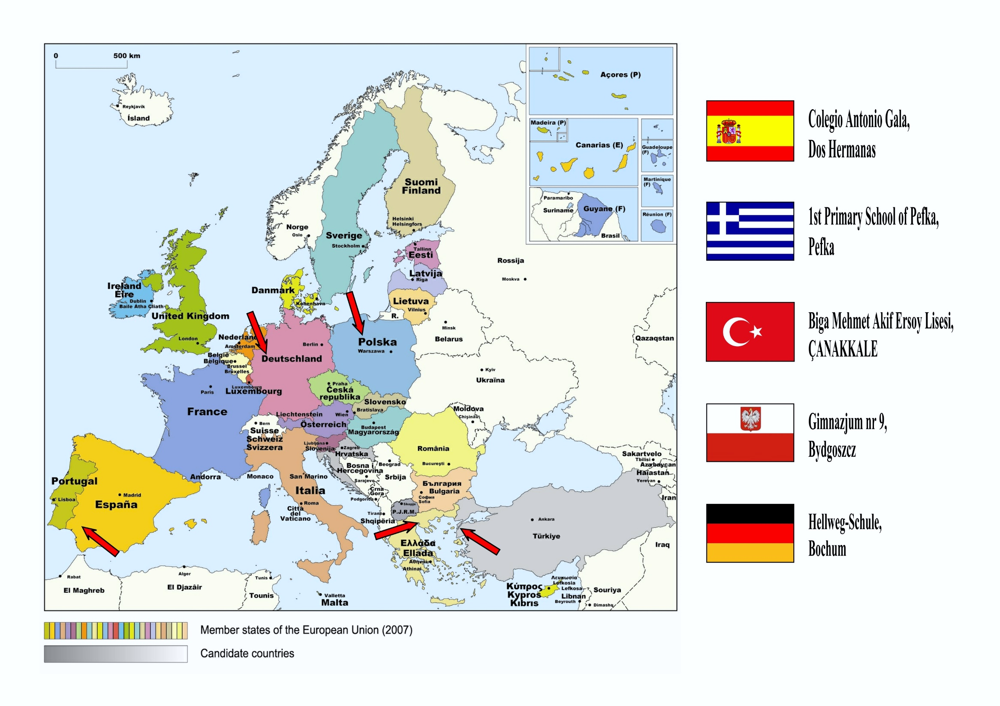 0 500 km
Reykjavík
Ísland
Açores (P)
Madeira (P)
Canarias (E)
Guadeloupe
(F)
Martinique
(F)
Paramaribo
Suriname
Guyane (F)
Brasil
Réunion (F)
Suomi
Finland
Helsinki
Helsingfors
Norge
Oslo
Sverige
Stockholm
Tallinn
Eesti
Latvija
Rīga
Rossija
Moskva
Ireland
Éire
Dublin
Baile Átha Cliath
United Kingdom
London
Danmark
København
Lietuva
Vilnius
R.
Minsk
Belarus
Nederland
Amsterdam
België
Belgique
Brussel
Bruxelles
Berlin
Deutschland
Polska
Warszawa
Qazaqstan
Kyïv
Ukraïna
Luxembourg
Luxembourg
Paris
France
Praha
Česká
republika
Slovensko
Bratislava
Liechtenstein
Wien
Österreich
Budapest
Magyarország
Moldova
Chişinău
Bern
Suisse
Schweiz
Svizzera
Ljubljana
Slovenija
Zagreb
Hrvatska
România
Bucureşti
Beograd
Bosna i
Hercegovina
Sarajevo
Srbija
Sakartvelo
Tbilisi
Azərbaycan
Haïastan
Yerevan
Iran
Portugal
Lisboa
Madrid
España
Andorra
Monaco
San Marino
Italia
Roma
Città
del
Vaticano
Crna
Gora
Podgorica
България
Bulgaria
София
Sofia
Skopje
P.J.R.M.
Tiranë
Shqipëria
Ελλάδα
Ellada
Αθήναι
Athinai
Ankara
Türkiye
Iraq
Rabat
El Maghreb
Alger
El Djazâir
Tunis
Tounis
Valletta
Malta
Κύπρος
Kypros
Kıbrıs
Λευκωσία
Lefkosia
Lefkosa
Libnan
Beyrouth
Souriya
Dimashq
Member states of the European Union (2007)
Candidate countries
Colegio Antonio Gala,
Dos Hermanas
1st Primary School of Pefka,
Pefka
Biga Mehmet Akif Ersoy Lisesi,
ÇANAKKALE
Gimnazjum nr 9,
Bydgoszcz
Hellweg-Schule,
Bochum